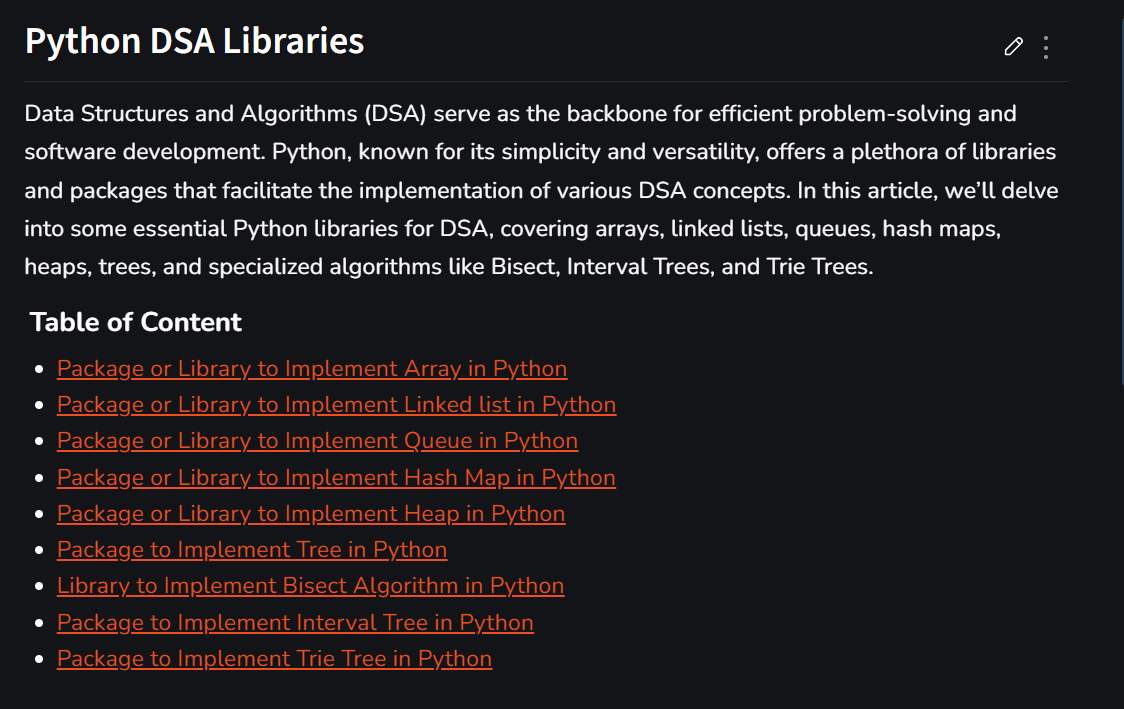 Python DSA Libraries
Data Structures and Algorithms (DSA) serve as the backbone for efficient problem-solving and
software development. Python, known for its simplicity and versatility, offers a plethora of libraries
and packages that facilitate the implementation of various DSA concepts. In this article, we’ll delve
into some essential Python libraries for DSA, covering arrays, linked lists, queues, hash maps,
heaps, trees, and specialized algorithms like Bisect, Interval Trees, and Trie Trees.
Table of Content
Package or Library to Implement Array in Python
Package or Library to Implement Linked list in Python
Package or Library to Implement Queue in Python
Package or Library to Implement Hash Map in Python
Package or Library to Implement Heap in Python
Package to Implement Tree in Python
Library to Implement Bisect Algorithm in Python
Package to Implement Interval Tree in Python
Package to Implement Trie Tree in Python